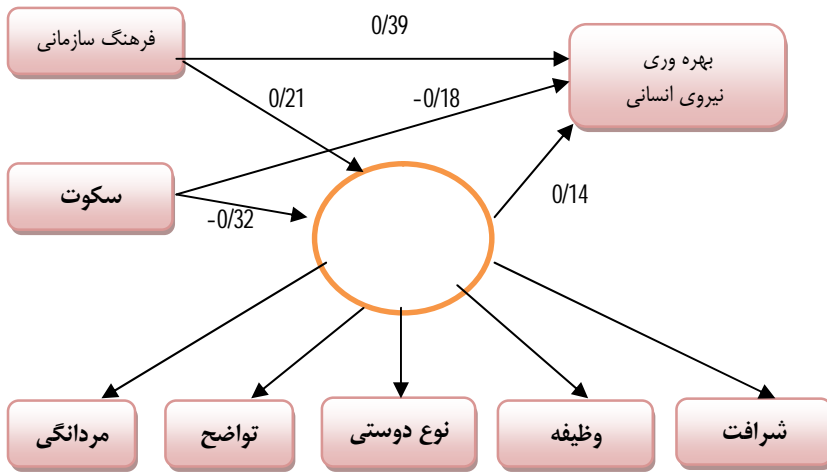 فرهنگ سازمانی
0/39
بهره وری
نیروی انسانی
0/21
-0/18
سکوت
-0/32
0/14
شرافت
وظیفه
نوع دوستی
تواضح
مردانگی